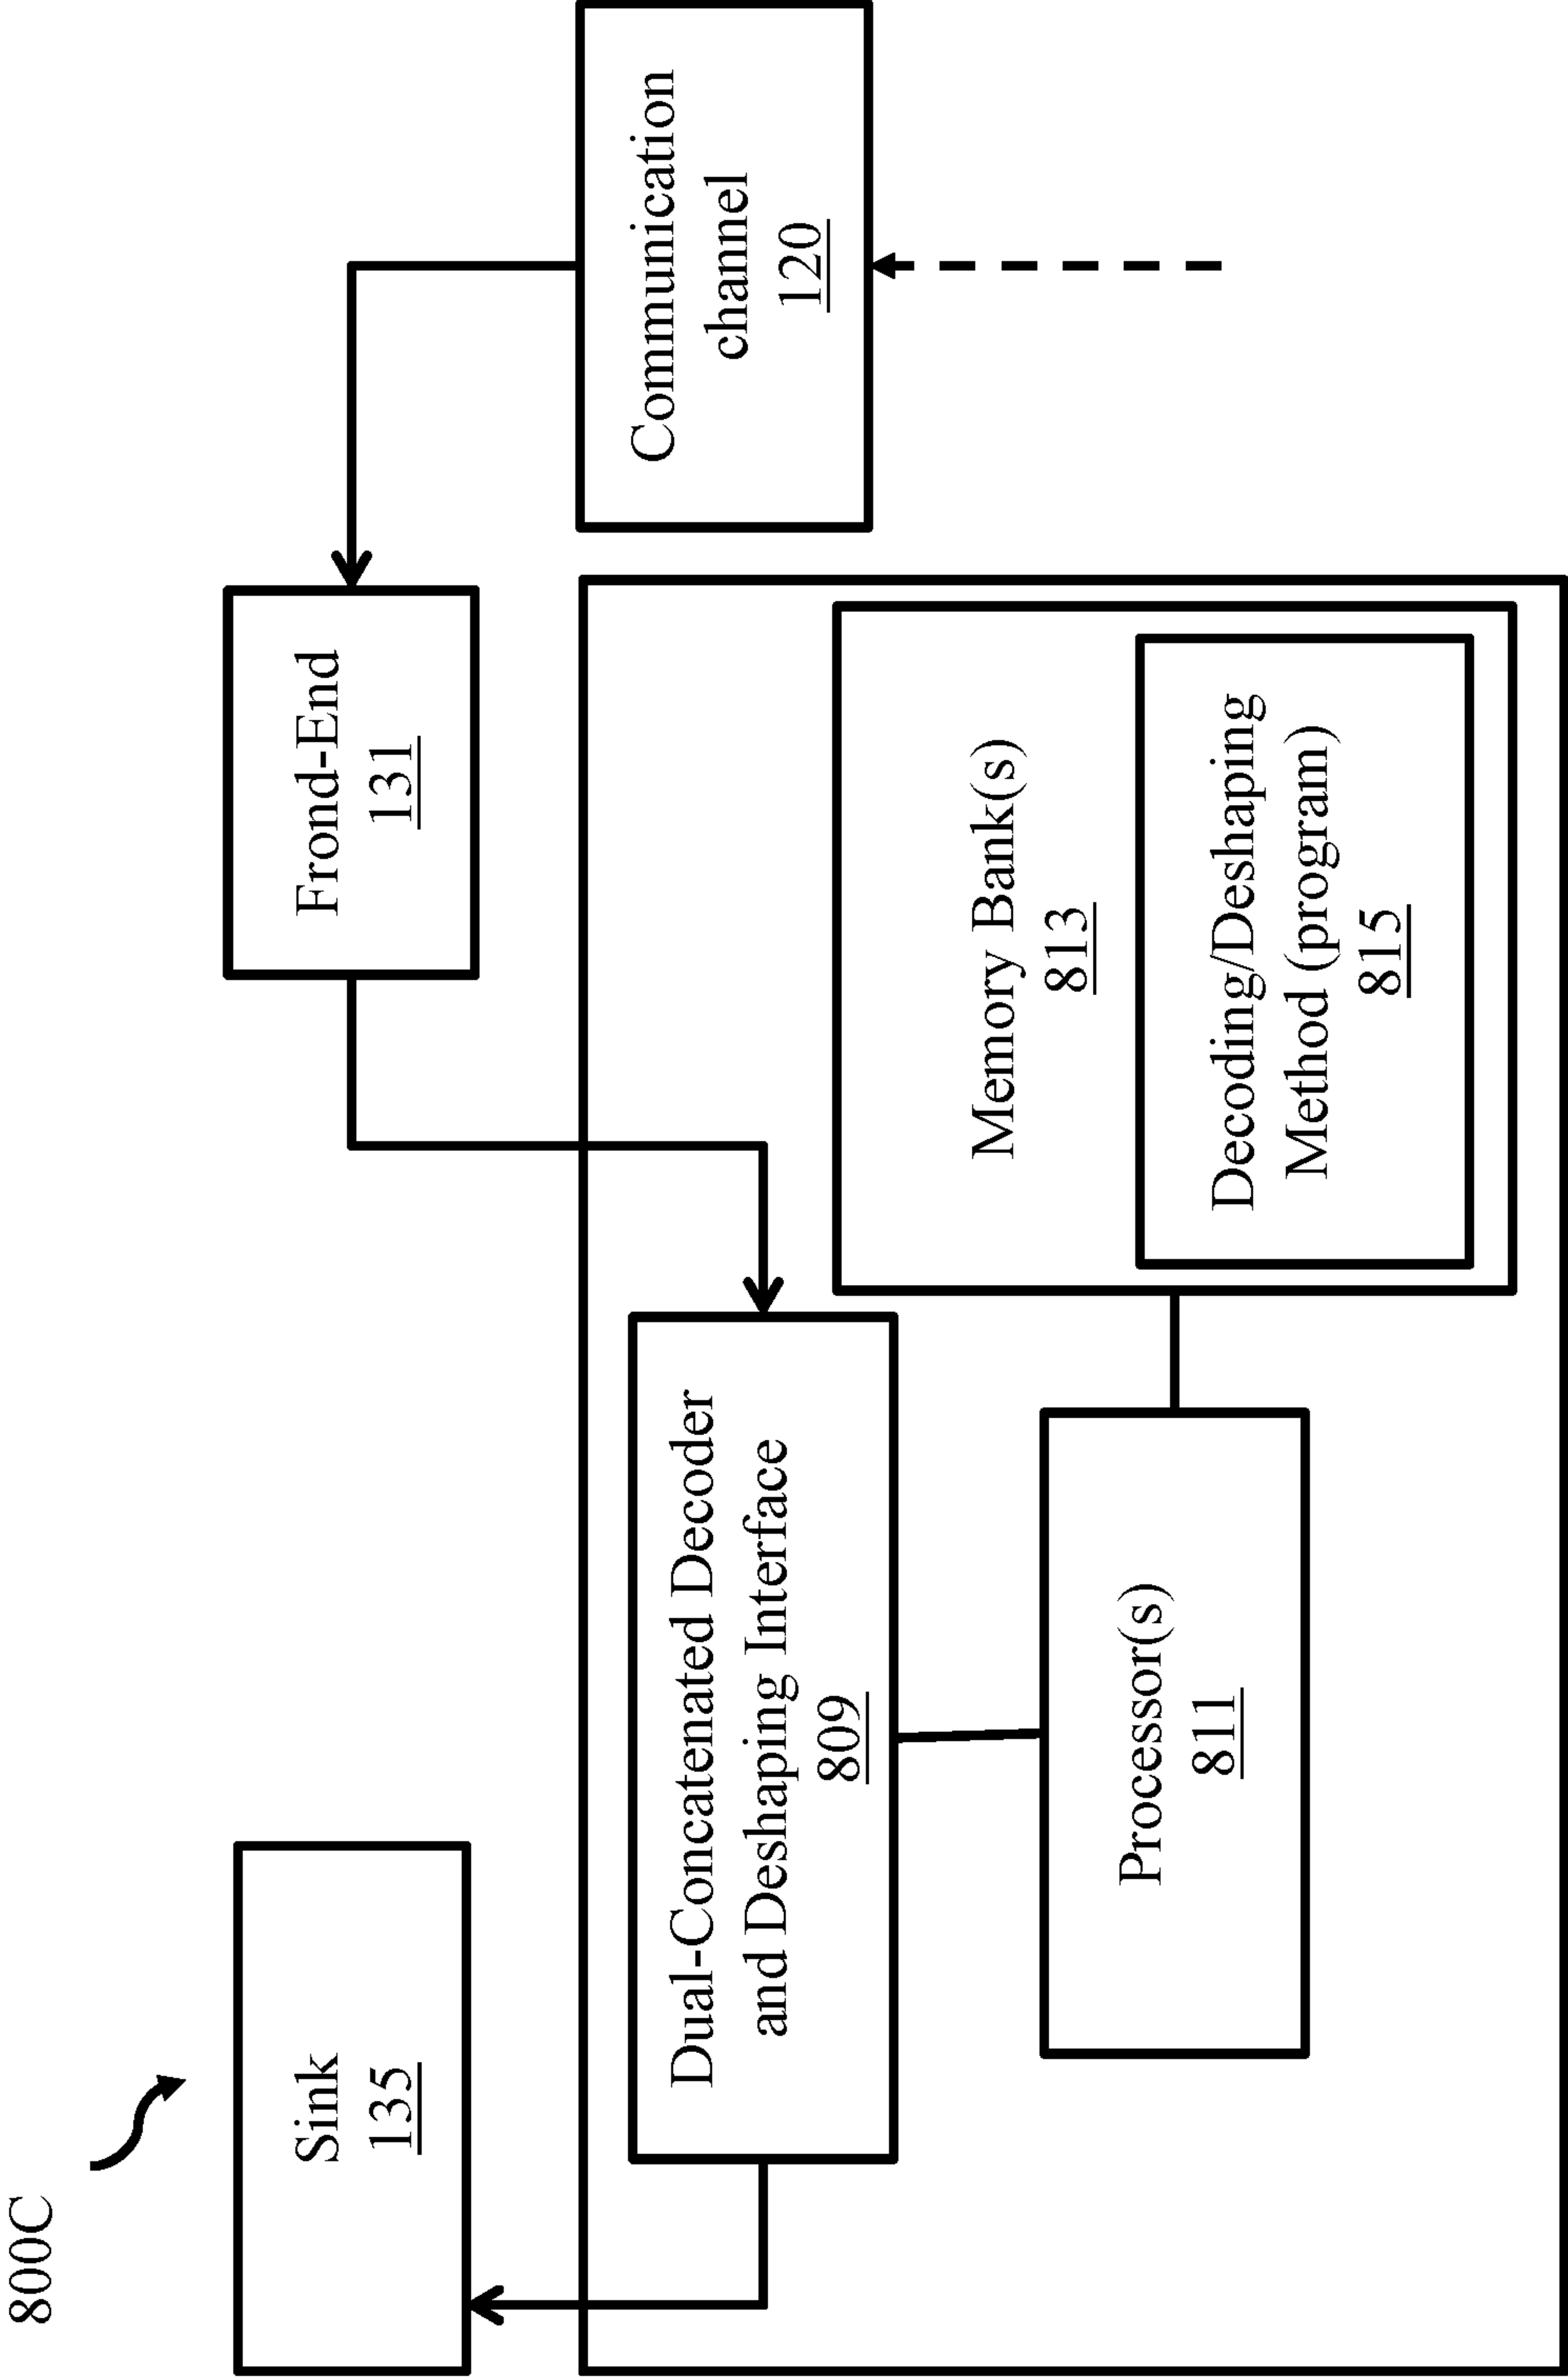 800C
Sink
135
Frond-End
131
Dual-Concatenated Decoder
and Deshaping Interface
809
Communication
channel
120
Processor(s)
811
Memory Bank(s)
813
Decoding/Deshaping
Method (program)
815